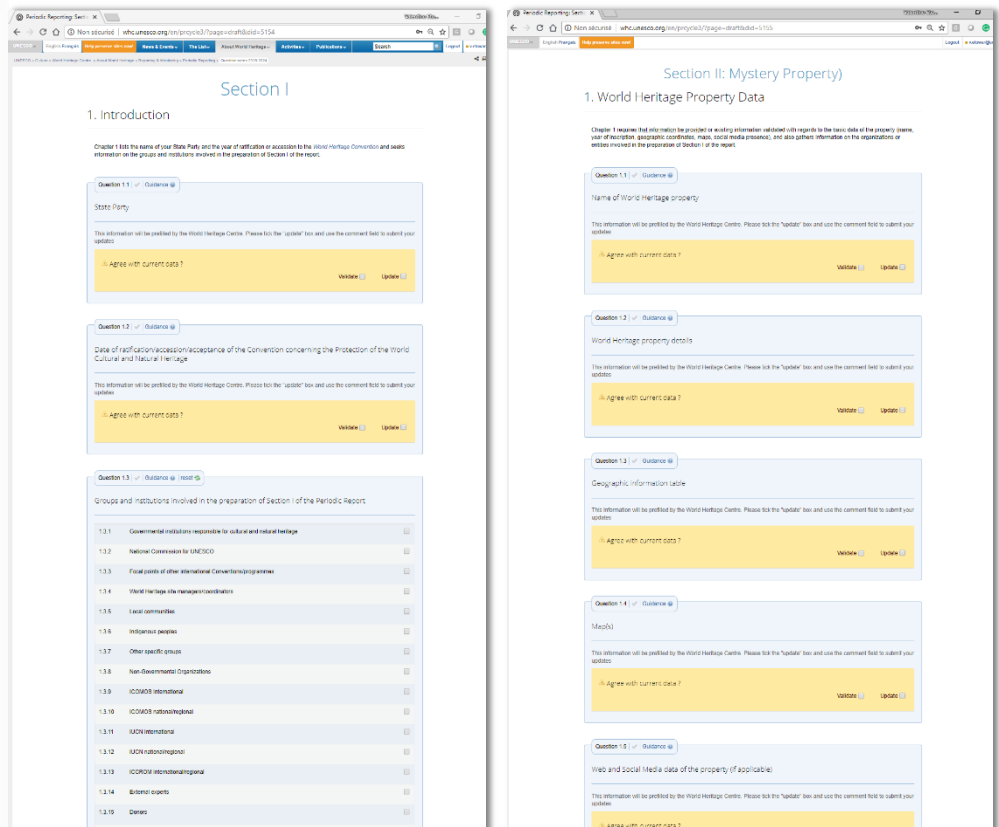 Periodic Reporting: Secti
Non sécurisé | whc.unesco.org/en/prcycle3/?page=draft&did=5154
English Français
Help preserve sites now!
News & Events
The List
About World Heritage
Activities
Publications
Search
Logout
UNESCO » Culture » World Heritage Centre » About World Heritage » Reporting & Monitoring » Periodic Reporting
Section I
1. Introduction
Chapter 1 lists the name of your State Party and the year of ratification or accession to the World Heritage Convention and seeks
information on the groups and institutions involved in the preparation of Section I of the report.
Question 1.1 Guidance
State Party
This information will be prefilled by the World Heritage Centre. Please tick the "update" box and use the comment field to submit your
updates
Agree with current data ?
Validate Update
Question 1.2 Guidance
Date of ratification/accession/acceptance of the Convention concerning the Protection of the World
Cultural and Natural Heritage
This information will be prefilled by the World Heritage Centre. Please tick the "update" box and use the comment field to submit your
updates
Agree with current data ?
Validate Update
Question 1.3 Guidance reset
Groups and institutions involved in the preparation of Section I of the Periodic Report
1.3.1 Governmental institutions responsible for cultural and natural heritage
1.3.2 National Commission for UNESCO
1.3.3 Focal points of other international Conventions/programmes
1.3.4 World Heritage site managers/coordinators
1.3.5 Local communities
1.3.6 Indigenous peoples
1.3.7 Other specific groups
1.3.8 Non-Governmental Organizations
1.3.9 ICOMOS International
1.3.10 ICOMOS national/regional
1.3.11 IUCN International
1.3.12 IUCN national/regional
1.3.13 ICCROM international/regional
1.3.14 External experts
1.3.15 Donors
Periodic Reporting: Secti
Non sécurisé | whc.unesco.org/en/prcycle3/?page=draft&did=5155
English Français
Help preserve sites now!
Logout
Section II: Mystery Property)
1. World Heritage Property Data
Chapter 1 requires that information be provided or existing information validated with regards to the basic data of the property (name,
year of inscription, geographic coordinates, maps, social media presence), and also gathers information on the organizations or
entities involved in the preparation of Section I of the report
Question 1.1 Guidance
Name of World Heritage property
This information will be prefilled by the World Heritage Centre. Please tick the "update" box and use the comment field to submit your
updates
Agree with current data ?
Validate Update
Question 1.2 Guidance
World Heritage property details
This information will be prefilled by the World Heritage Centre. Please tick the "update" box and use the comment field to submit your
updates
Agree with current data ?
Validate Update
Question 1.3 Guidance
Geographic information table
This information will be prefilled by the World Heritage Centre. Please tick the "update" box and use the comment field to submit your
updates
Agree with current data ?
Validate Update
Question 1.4 Guidance
Map(s)
This information will be prefilled by the World Heritage Centre. Please tick the "update" box and use the comment field to submit your
updates
Agree with current data ?
Validate Update
Question 1.5 Guidance
Web and Social Media data of the property (if applicable)
This information will be prefilled by the World Heritage Centre. Please tick the "update" box and use the comment field to submit your
updates
Agree with current data ?